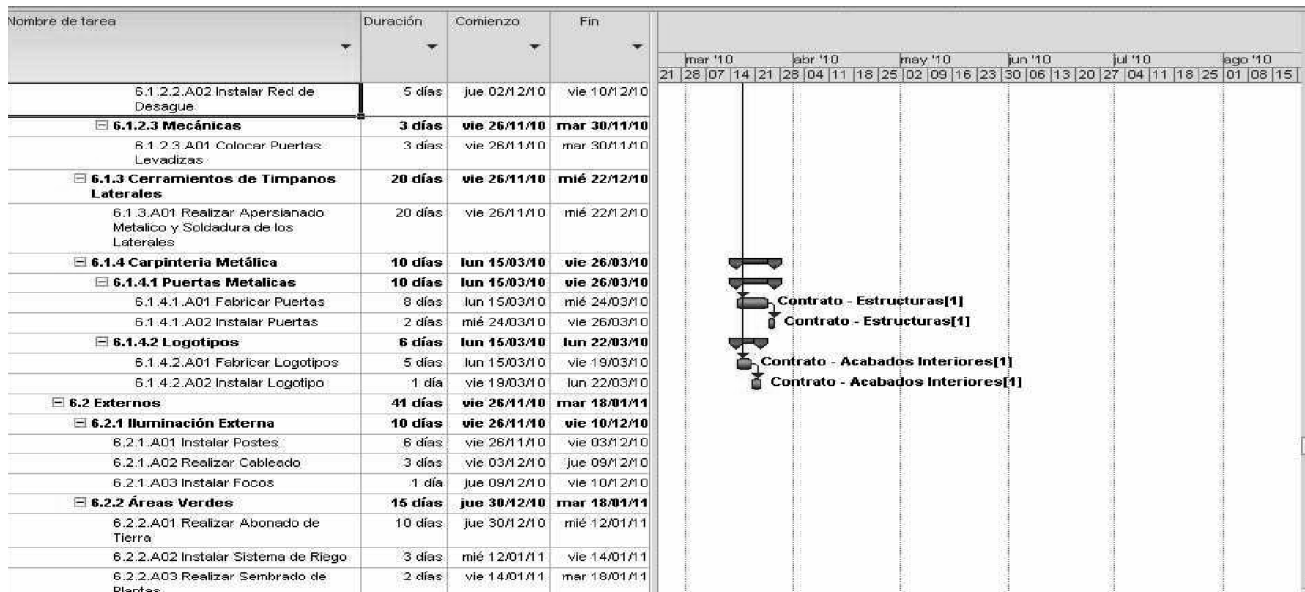 Nombre de tarea Duración Comienzo Fin
mar '10 abr '10 may '10 jun '10 jul '10 ago '10
21 28 07 14 21 28 04 11 18 25 02 09 16 23 30 06 13 20 27 04 11 18 25 01 08 15
6.1.2.2.A02 Instalar Red de 5 días jue 02/12/10 vie 10/12/10
Desague
6.1.2.3 Mecánicas 3 días vie 26/11/10 mar 30/11/10
6.1.2.3.A01 Colocar Puertas 3 días vie 26/11/10 mar 30/11/10
Levadizas
6.1.3 Cerramientos de Timpanos 20 días vie 26/11/10 mié 22/12/10
Laterales
6.1.3.A01 Realizar Apersianado 20 días vie 26/11/10 mié 22/12/10
Metalico y Soldadura de los
Laterales
6.1.4 Carpinteria Metálica 10 días lun 15/03/10 vie 26/03/10
6.1.4.1 Puertas Metalicas 10 días lun 15/03/10 vie 26/03/10
6.1.4.1.A01 Fabricar Puertas 8 días lun 15/03/10 mié 24/03/10 Contrato - Estructuras[1]
6.1.4.1.A02 Instalar Puertas 2 días mié 24/03/10 vie 26/03/10 Contrato - Estructuras[1]
6.1.4.2 Logotipos 6 días lun 15/03/10 lun 22/03/10
6.1.4.2.A01 Fabricar Logotipos 5 días lun 15/03/10 vie 19/03/10 Contrato - Acabados Interiores[1]
6.1.4.2.A02 Instalar Logotipo 1 día vie 19/03/10 lun 22/03/10 Contrato - Acabados Interiores[1]
6.2 Externos 41 días vie 26/11/10 mar 18/01/11
6.2.1 Iluminación Externa 10 días vie 26/11/10 vie 10/12/10
6.2.1.A01 Instalar Postes 6 días vie 26/11/10 vie 03/12/10
6.2.1.A02 Realizar Cableado 3 días vie 03/12/10 jue 09/12/10
6.2.1.A03 Instalar Focos 1 día jue 09/12/10 vie 10/12/10
6.2.2 Áreas Verdes 15 días jue 30/12/10 mar 18/01/11
6.2.2.A01 Realizar Abonado de 10 días jue 30/12/10 mié 12/01/11
Tierra
6.2.2.A02 Instalar Sistema de Riego 3 días mié 12/01/11 vie 14/01/11
6.2.2.A03 Realizar Sembrado de 2 días vie 14/01/11 mar 18/01/11
Plantas